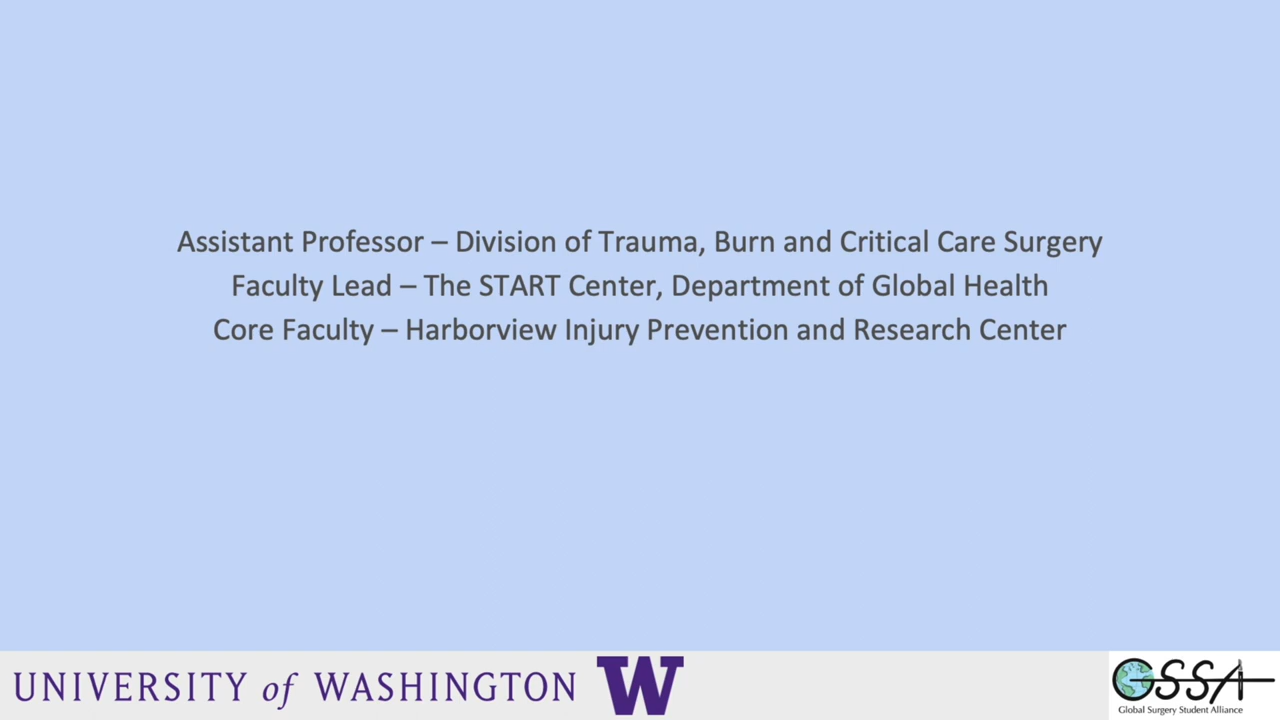 Assistant Professor – Division of Trauma, Burn and Critical Care Surgery
Faculty Lead – The START Center, Department of Global Health
Core Faculty – Harborview Injury Prevention and Research Center
UNIVERSITY of WASHINGTON W
GSSA
Global Surgery Student Alliance